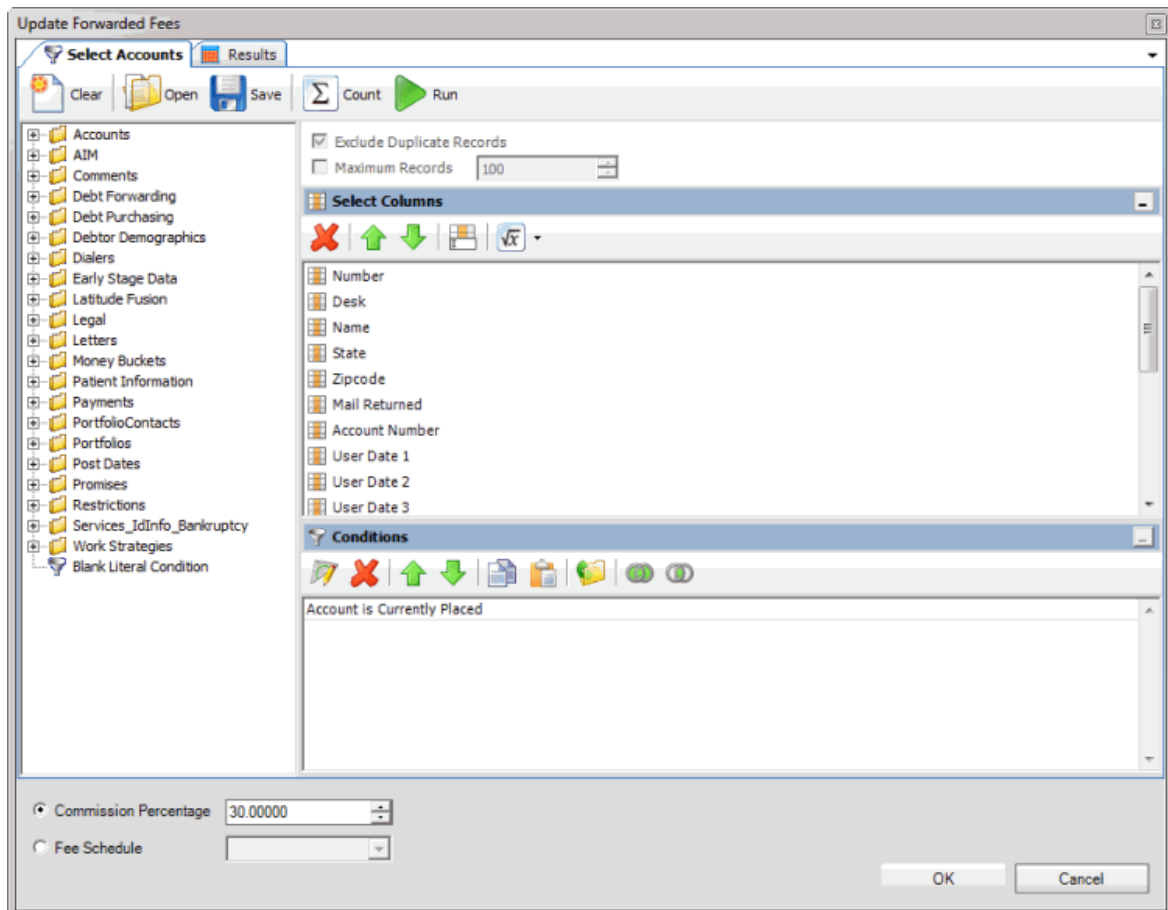 Update Forwarded Fees
Select Accounts Results
Clear Open Save Σ Count Run
Accounts
AIM
Comments
Debt Forwarding
Debt Purchasing
Debtor Demographics
Dialers
Early Stage Data
Latitude Fusion
Legal
Letters
Money Buckets
Patient Information
Payments
PortfolioContacts
Portfolios
Post Dates
Promises
Restrictions
Services_IdInfo_Bankruptcy
Work Strategies
Blank Literal Condition
Exclude Duplicate Records
Maximum Records 100
Select Columns
√x
Number
Desk
Name
State
Zipcode
Mail Returned
Account Number
User Date 1
User Date 2
User Date 3
Conditions
Account is Currently Placed
Commission Percentage 30.00000
Fee Schedule
OK Cancel